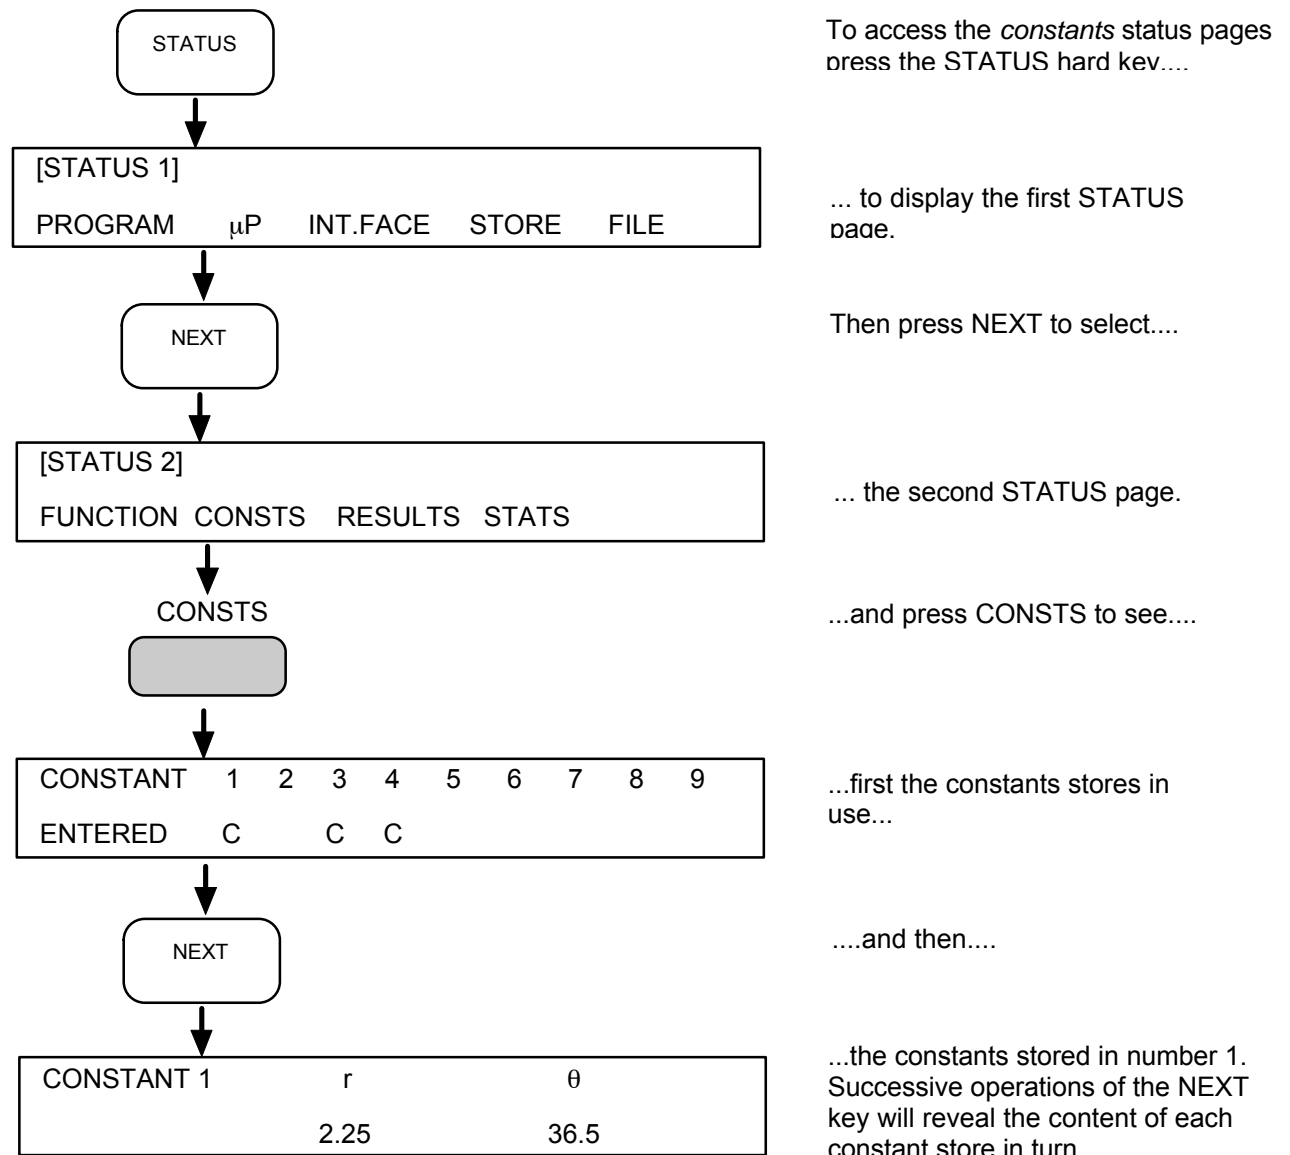 STATUS
To access the constants status pages
press the STATUS hard key....
[STATUS 1]
PROGRAM µP INT.FACE STORE FILE
... to display the first STATUS
page.
NEXT
Then press NEXT to select....
[STATUS 2]
FUNCTION CONSTS RESULTS STATS
... the second STATUS page.
CONSTS
...and press CONSTS to see....
CONSTANT 1 2 3 4 5 6 7 8 9
ENTERED C C C
...first the constants stores in
use...
NEXT
....and then....
CONSTANT 1 r θ
2.25 36.5
...the constants stored in number 1.
Successive operations of the NEXT
key will reveal the content of each
constant store in turn